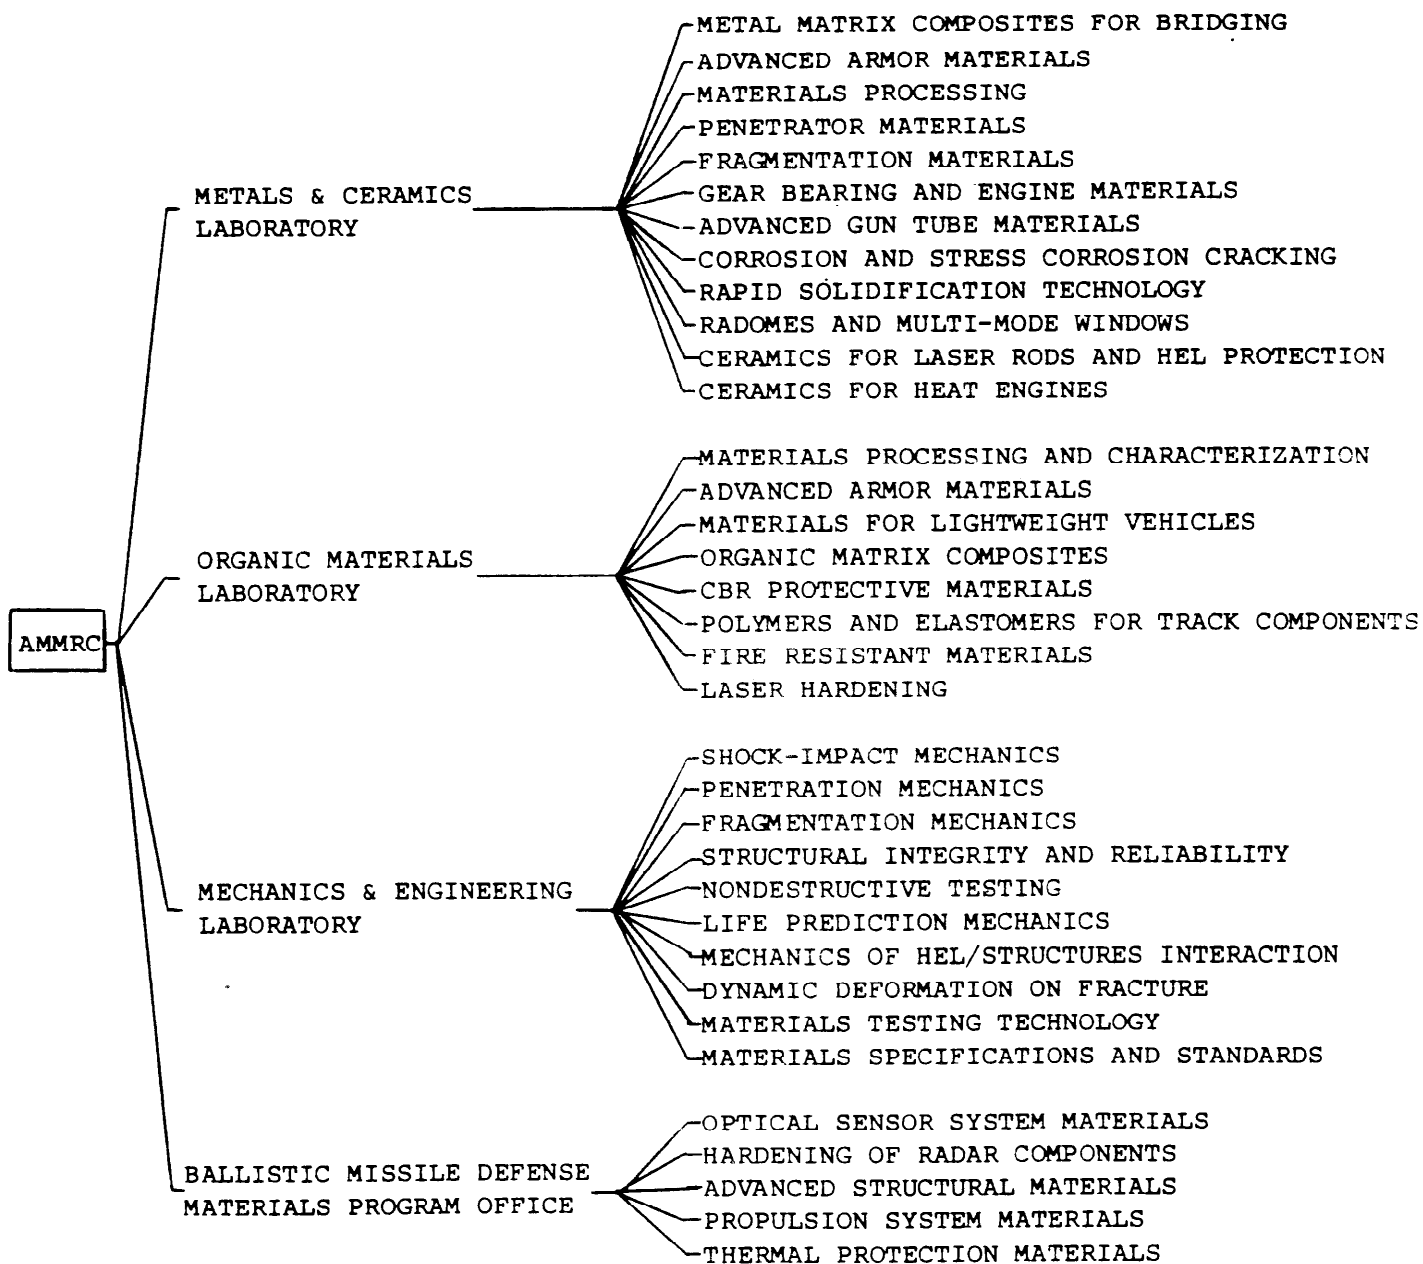 METAL MATRIX COMPOSITES FOR BRIDGING
ADVANCED ARMOR MATERIALS
MATERIALS PROCESSING
PENETRATOR MATERIALS
FRAGMENTATION MATERIALS
METALS & CERAMICS
LABORATORY
GEAR BEARING AND ENGINE MATERIALS
ADVANCED GUN TUBE MATERIALS
CORROSION AND STRESS CORROSION CRACKING
RAPID SOLIDIFICATION TECHNOLOGY
RADOMES AND MULTI-MODE WINDOWS
CERAMICS FOR LASER RODS AND HEL PROTECTION
CERAMICS FOR HEAT ENGINES
MATERIALS PROCESSING AND CHARACTERIZATION
ADVANCED ARMOR MATERIALS
MATERIALS FOR LIGHTWEIGHT VEHICLES
ORGANIC MATERIALS
LABORATORY
ORGANIC MATRIX COMPOSITES
CBR PROTECTIVE MATERIALS
POLYMERS AND ELASTOMERS FOR TRACK COMPONENTS
AMMRC
FIRE RESISTANT MATERIALS
LASER HARDENING
SHOCK-IMPACT MECHANICS
PENETRATION MECHANICS
FRAGMENTATION MECHANICS
STRUCTURAL INTEGRITY AND RELIABILITY
MECHANICS & ENGINEERING
LABORATORY
NONDESTRUCTIVE TESTING
LIFE PREDICTION MECHANICS
MECHANICS OF HEL/STRUCTURES INTERACTION
DYNAMIC DEFORMATION ON FRACTURE
MATERIALS TESTING TECHNOLOGY
MATERIALS SPECIFICATIONS AND STANDARDS
OPTICAL SENSOR SYSTEM MATERIALS
HARDENING OF RADAR COMPONENTS
BALLISTIC MISSILE DEFENSE
MATERIALS PROGRAM OFFICE
ADVANCED STRUCTURAL MATERIALS
PROPULSION SYSTEM MATERIALS
THERMAL PROTECTION MATERIALS